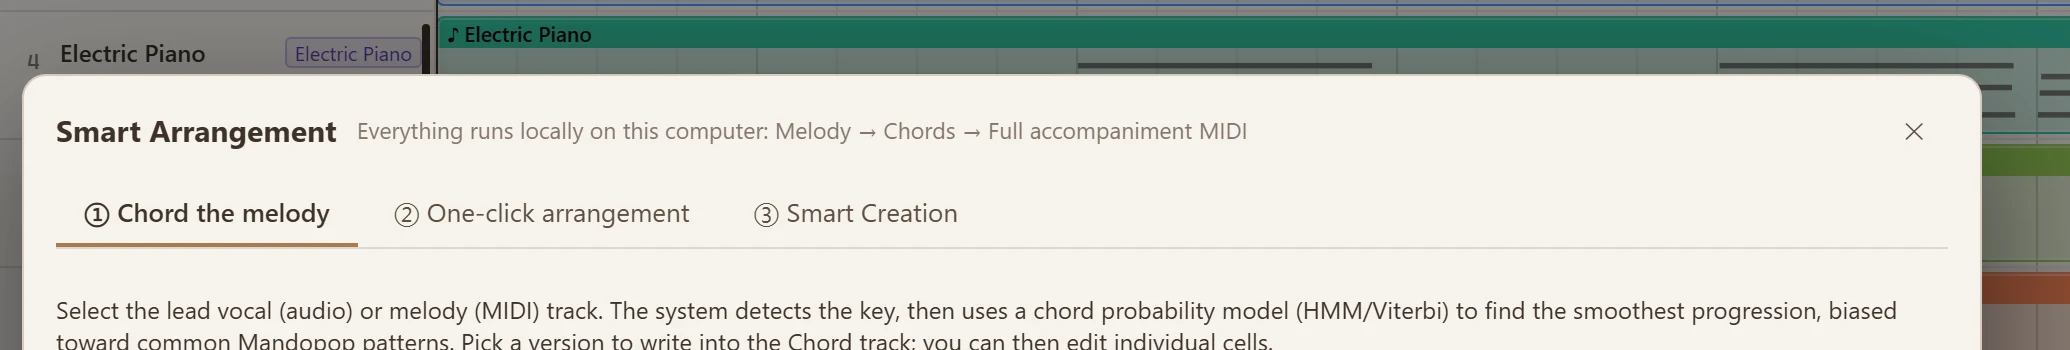 4 Electric Piano Electric Piano ♪ Electric Piano
Smart Arrangement Everything runs locally on this computer: Melody → Chords → Full accompaniment MIDI
① Chord the melody ② One-click arrangement ③ Smart Creation
Select the lead vocal (audio) or melody (MIDI) track. The system detects the key, then uses a chord probability model (HMM/Viterbi) to find the smoothest progression, biased
toward common Mandopop patterns. Pick a version to write into the Chord track; you can then edit individual cells.